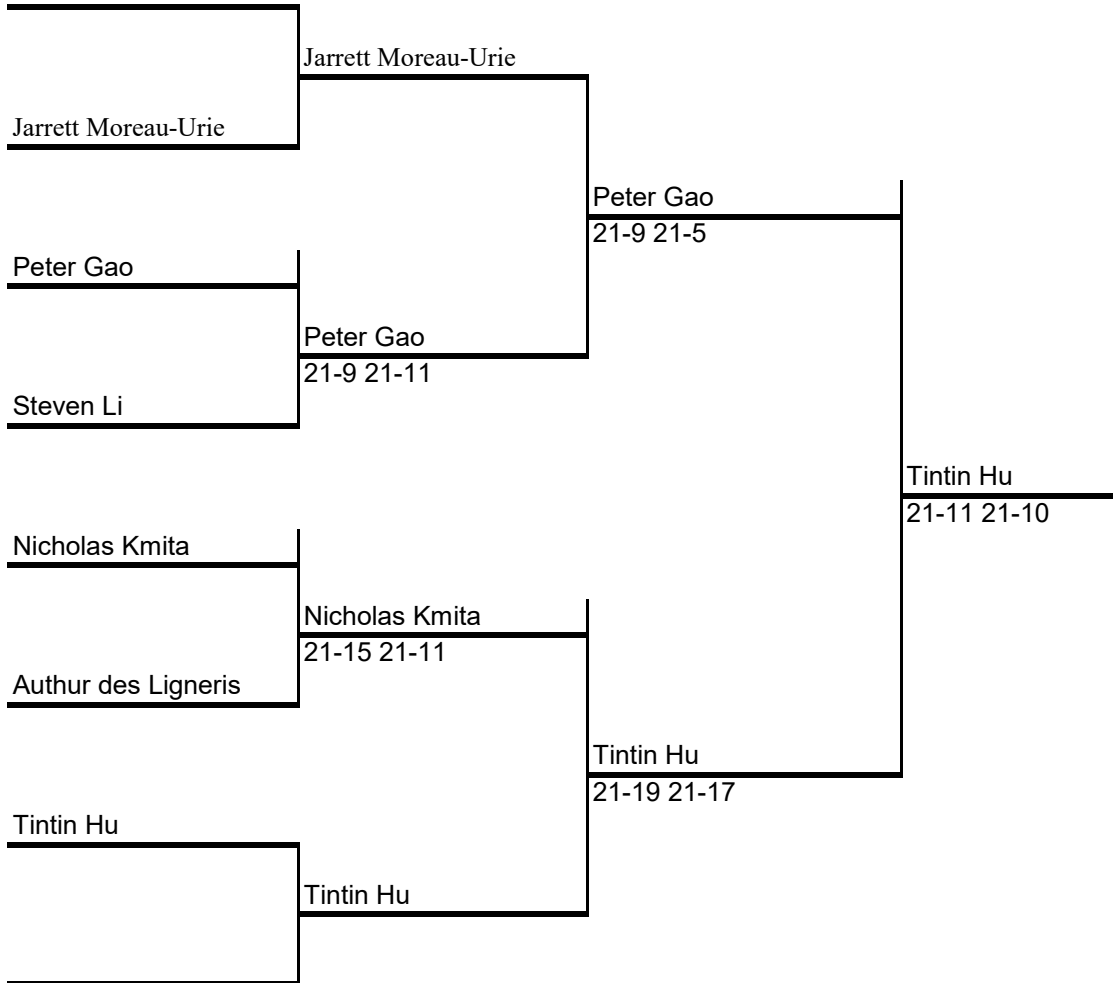 Jarrett Moreau-Urie
Jarrett Moreau-Urie
Peter Gao
21-9 21-5
Peter Gao
Peter Gao
21-9 21-11
Steven Li
Tintin Hu
21-11 21-10
Nicholas Kmita
Nicholas Kmita
21-15 21-11
Authur des Ligneris
Tintin Hu
21-19 21-17
Tintin Hu
Tintin Hu